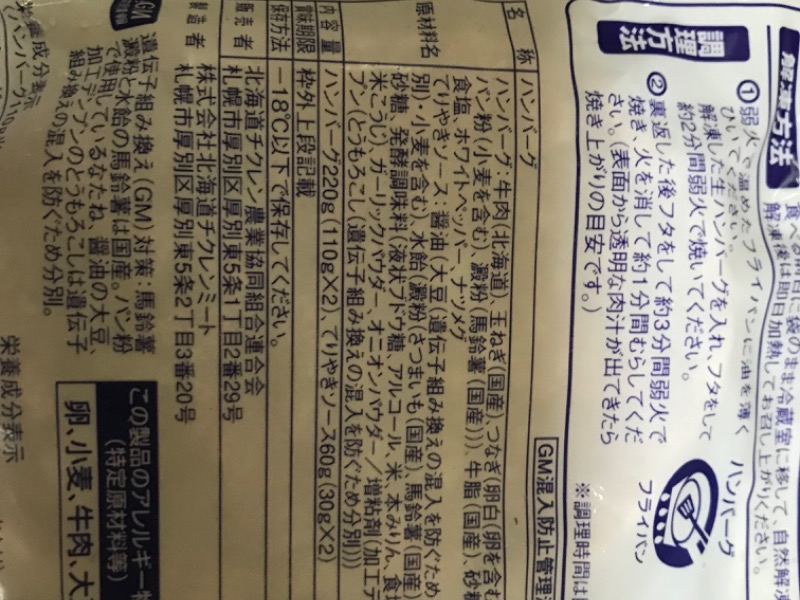 解凍方法
食べる前日に袋のまま冷蔵室に移して、自然解凍
解凍後は即日加熱してお召し上がりください。
調理方法
①弱火で温めたフライパンに油を薄く
ひいてください。
解凍した生ハンバーグを入れ、フタをして
約2分間弱火で焼いてください。
②裏返した後フタをして約3分間弱火で
焼き、火を消して約1分間むらしてくだ
さい。(表面から透明な肉汁が出てきたら
焼き上がりの目安です。)
ハンバーグ
フライパン
※調理時間は
GM混入防止管理済
名称 ハンバーグ
原材料名 ハンバーグ:牛肉(北海道)、玉ねぎ(国産)、つなぎ(卵白(卵を含む
パン粉(小麦を含む)、澱粉(馬鈴薯(国産)))、牛脂(国産)、砂糖
食塩、ホワイトペッパー、ナツメグ
てりやきソース:醤油(大豆(遺伝子組み換えの混入を防ぐため
別)・小麦を含む)、水飴(澱粉(さつまいも(国産)、馬鈴薯(国産
砂糖、発酵調味料(液状ブドウ糖、アルコール、米、本みりん、食塩
米こうじ)、ガーリックパウダー、オニオンパウダー/増粘剤(加工デ
プン(とうもろこし(遺伝子組み換えの混入を防ぐため分別)))
内容量 ハンバーグ220g(110g×2)、てりやきソース60g(30g×2)
賞味期限 枠外上段記載
保存方法 −18℃以下で保存してください。
販売者 北海道チクレン農業協同組合連合会
札幌市厚別区厚別東5条1丁目2番29号
製造者 株式会社北海道チクレンミート
札幌市厚別区厚別東5条2丁目3番20号
GM
遺伝子組み換え(GM)対策:馬鈴薯
澱粉と水飴の馬鈴薯は国産。パン粉
で使用しているなたね、醤油の大豆、
加工デンプンのとうもろこしは遺伝子
組み換えの混入を防ぐため分別。
この製品のアレルギー物
(特定原材料等)
卵、小麦、牛肉、大
栄養成分表示
(ハンバーグ
栄養成分表示